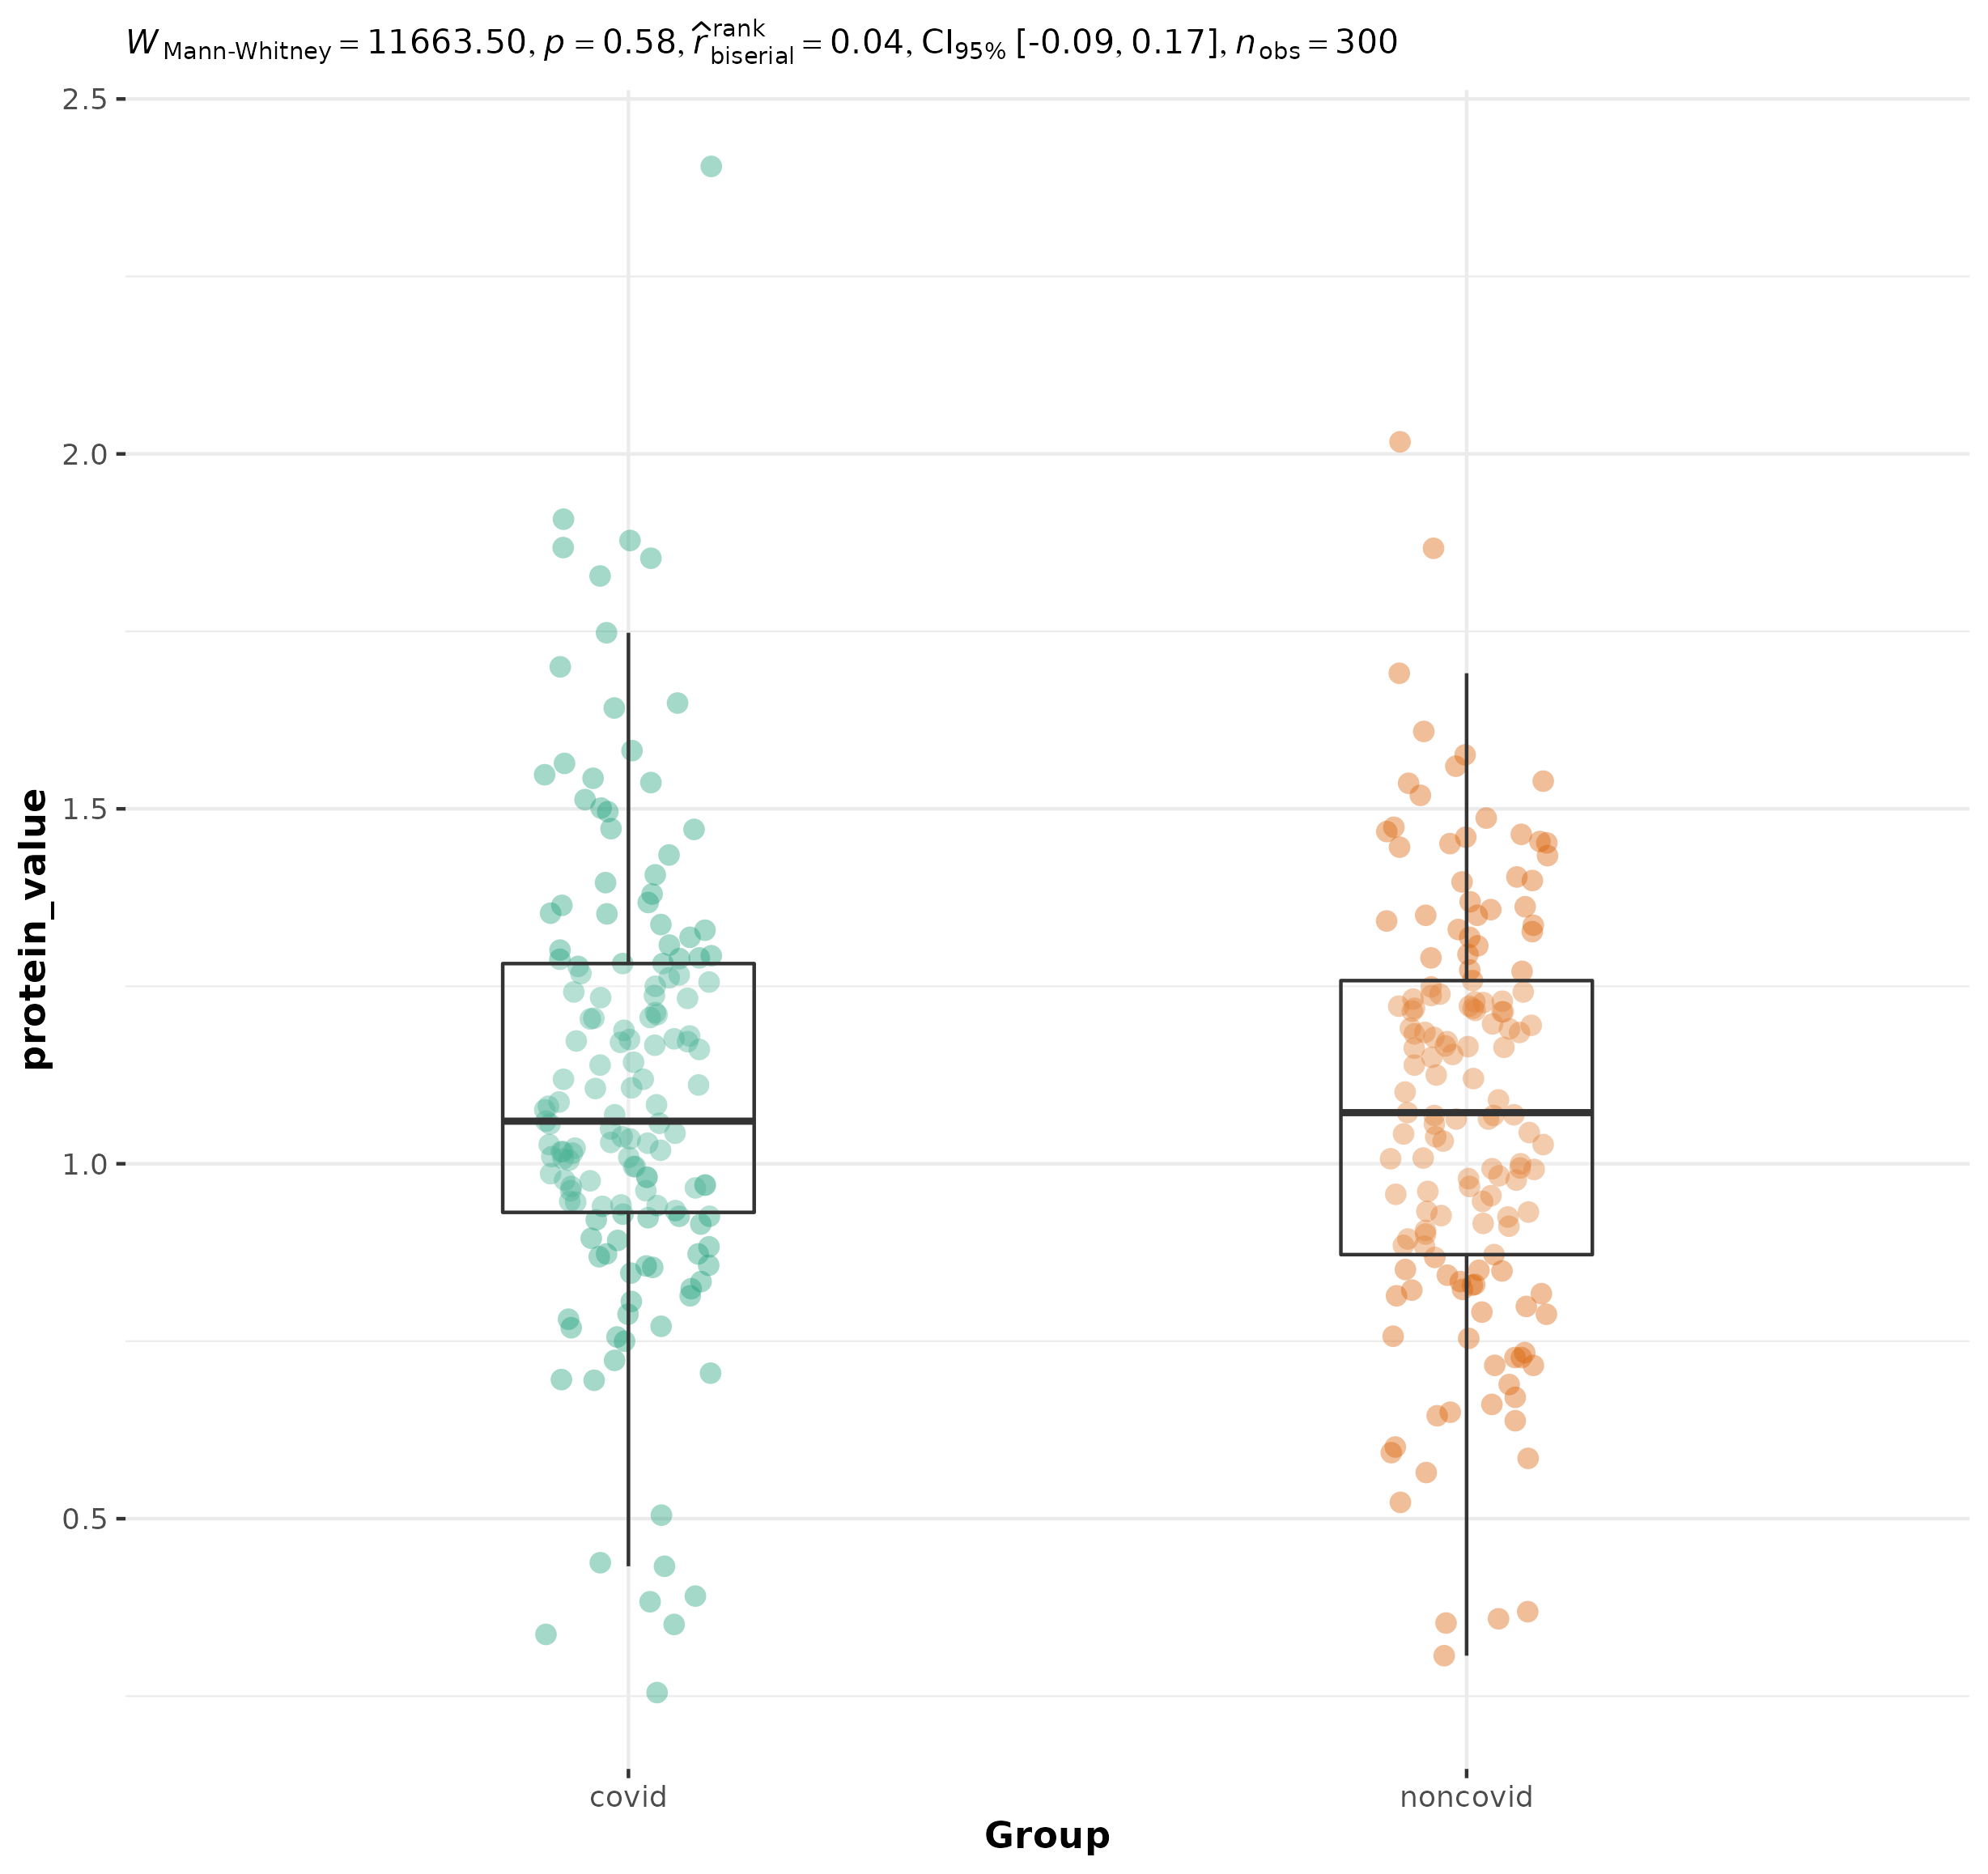 W Mann-Whitney = 11663.50, p = 0.58, r̂ rank biserial = 0.04, CI95% [-0.09, 0.17], nobs = 300
2.5
2.0
1.5
1.0
0.5
protein_value
covid noncovid
Group